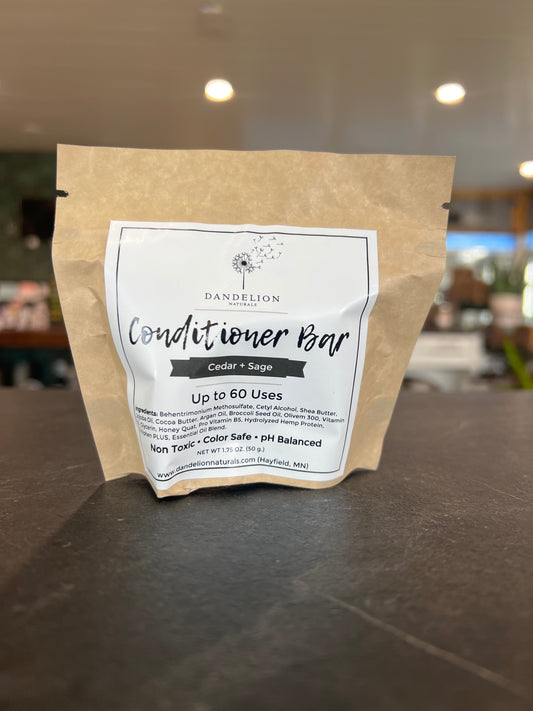 DANDELION
NATURALS
Conditioner Bar
Cedar + Sage
Up to 60 Uses
Ingredients: Behentrimonium Methosulfate, Cetyl Alcohol, Shea Butter,
Oil, Cocoa Butter, Argan Oil, Broccoli Seed Oil, Olivem 300, Vitamin
Glycerin, Honey Quat, Pro Vitamin B5, Hydrolyzed Hemp Protein,
PLUS, Essential Oil Blend.
Non Toxic • Color Safe • pH Balanced
NET WT 1.75 OZ. (50 g.)
www.dandelionnaturals.com (Hayfield, MN)